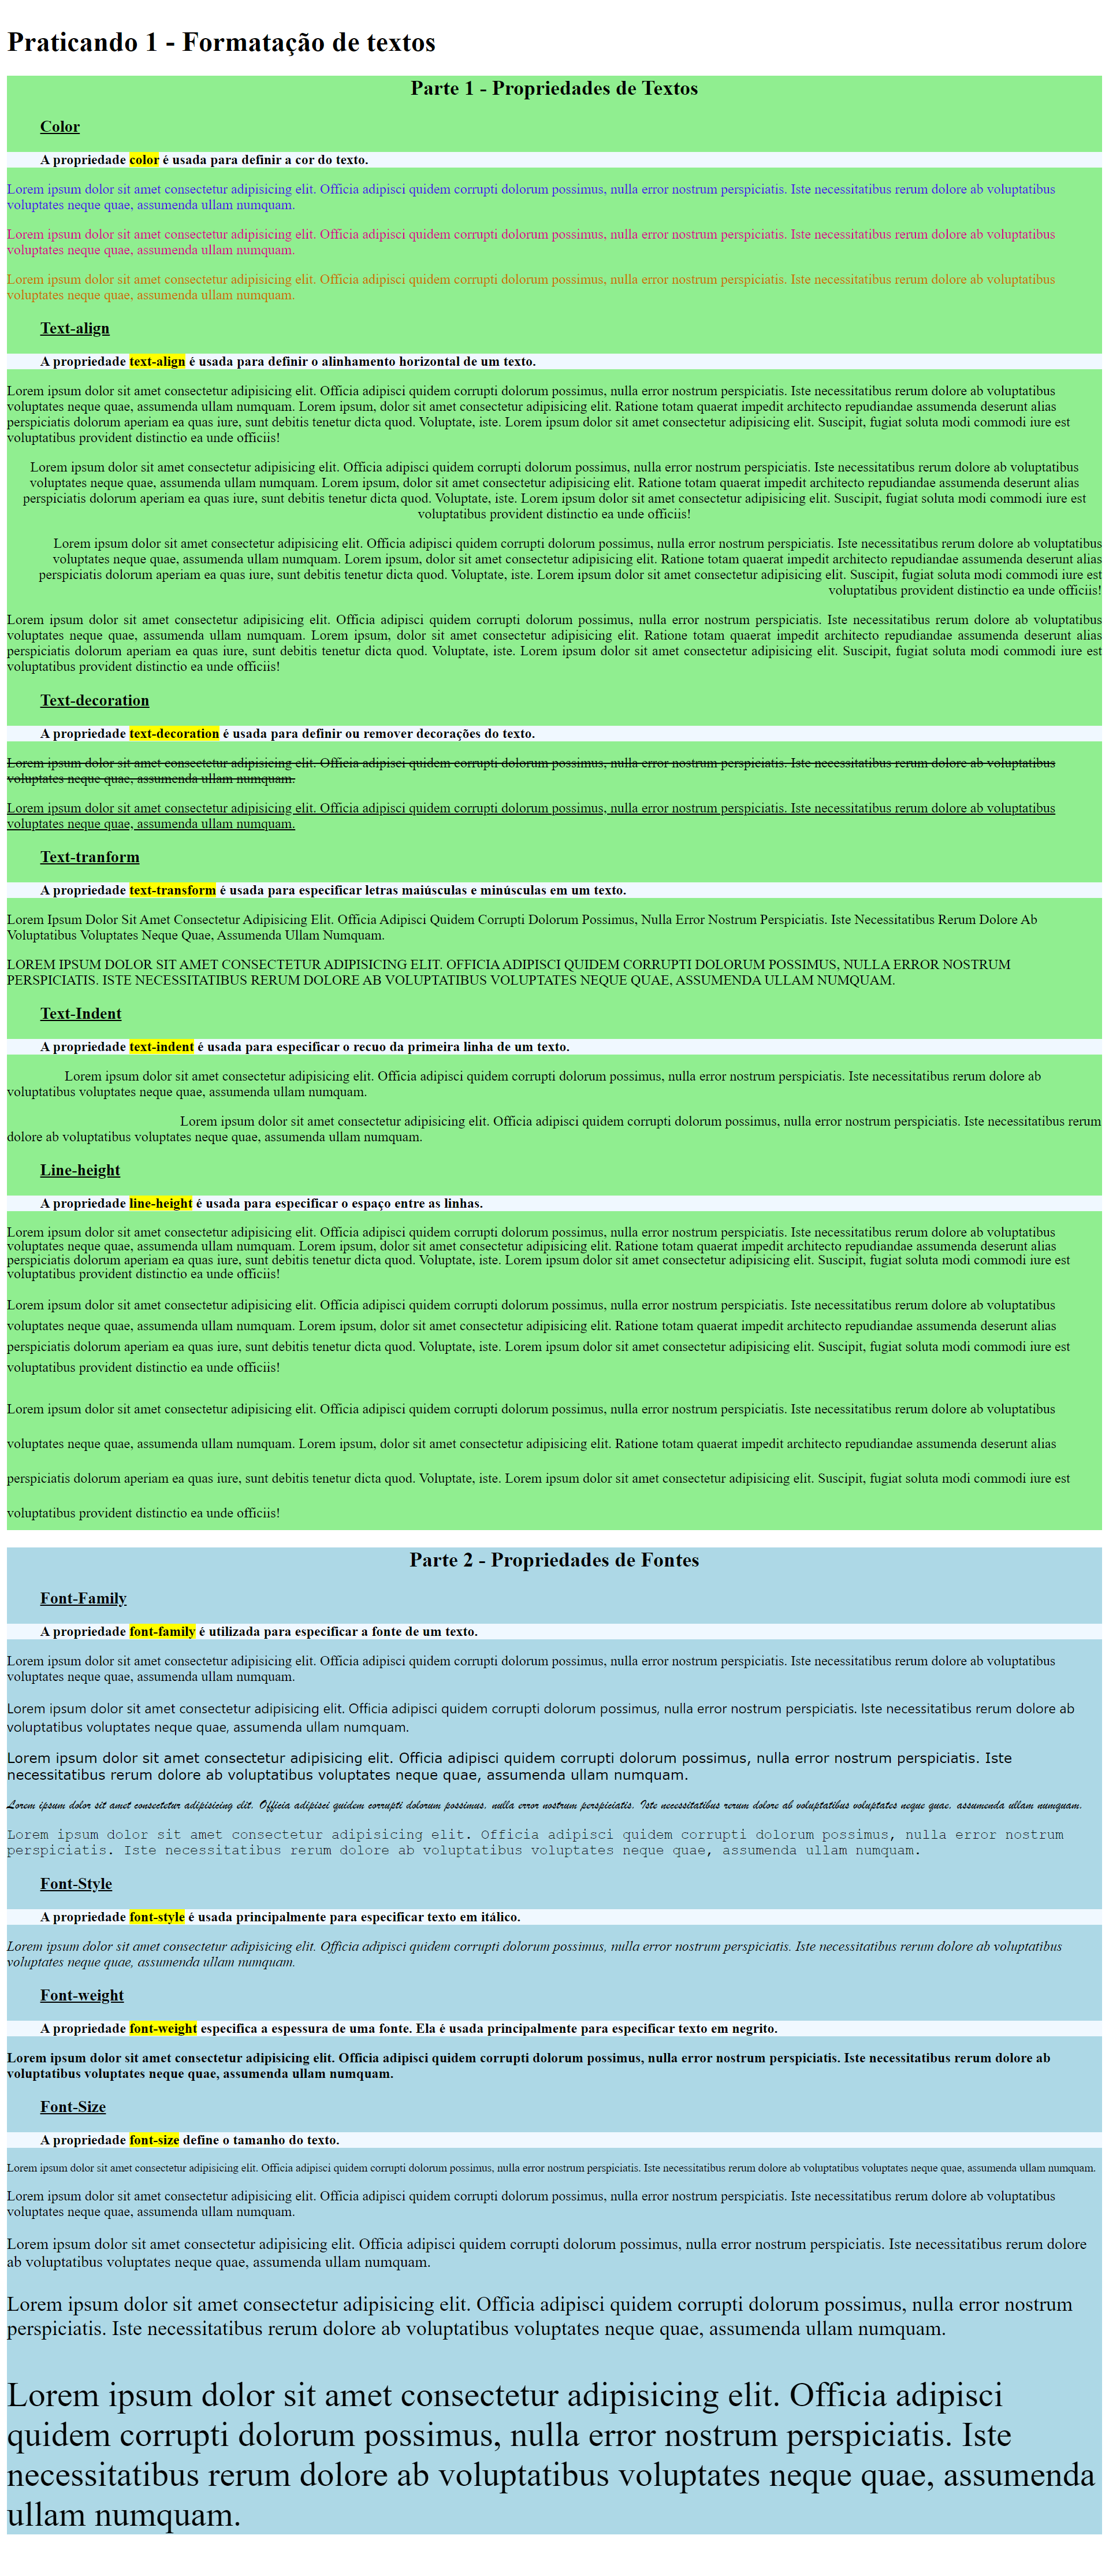 Praticando 1 - Formatação de textos
Parte 1 - Propriedades de Textos
Color
A propriedade color é usada para definir a cor do texto.
Lorem ipsum dolor sit amet consectetur adipisicing elit. Officia adipisci quidem corrupti dolorum possimus, nulla error nostrum perspiciatis. Iste necessitatibus rerum dolore ab voluptatibus
voluptates neque quae, assumenda ullam numquam.
Lorem ipsum dolor sit amet consectetur adipisicing elit. Officia adipisci quidem corrupti dolorum possimus, nulla error nostrum perspiciatis. Iste necessitatibus rerum dolore ab voluptatibus
voluptates neque quae, assumenda ullam numquam.
Lorem ipsum dolor sit amet consectetur adipisicing elit. Officia adipisci quidem corrupti dolorum possimus, nulla error nostrum perspiciatis. Iste necessitatibus rerum dolore ab voluptatibus
voluptates neque quae, assumenda ullam numquam.
Text-align
A propriedade text-align é usada para definir o alinhamento horizontal de um texto.
Lorem ipsum dolor sit amet consectetur adipisicing elit. Officia adipisci quidem corrupti dolorum possimus, nulla error nostrum perspiciatis. Iste necessitatibus rerum dolore ab voluptatibus
voluptates neque quae, assumenda ullam numquam. Lorem ipsum, dolor sit amet consectetur adipisicing elit. Ratione totam quaerat impedit architecto repudiandae assumenda deserunt alias
perspiciatis dolorum aperiam ea quas iure, sunt debitis tenetur dicta quod. Voluptate, iste. Lorem ipsum dolor sit amet consectetur adipisicing elit. Suscipit, fugiat soluta modi commodi iure est
voluptatibus provident distinctio ea unde officiis!
Lorem ipsum dolor sit amet consectetur adipisicing elit. Officia adipisci quidem corrupti dolorum possimus, nulla error nostrum perspiciatis. Iste necessitatibus rerum dolore ab voluptatibus
voluptates neque quae, assumenda ullam numquam. Lorem ipsum, dolor sit amet consectetur adipisicing elit. Ratione totam quaerat impedit architecto repudiandae assumenda deserunt alias
perspiciatis dolorum aperiam ea quas iure, sunt debitis tenetur dicta quod. Voluptate, iste. Lorem ipsum dolor sit amet consectetur adipisicing elit. Suscipit, fugiat soluta modi commodi iure est
voluptatibus provident distinctio ea unde officiis!
Lorem ipsum dolor sit amet consectetur adipisicing elit. Officia adipisci quidem corrupti dolorum possimus, nulla error nostrum perspiciatis. Iste necessitatibus rerum dolore ab voluptatibus
voluptates neque quae, assumenda ullam numquam. Lorem ipsum, dolor sit amet consectetur adipisicing elit. Ratione totam quaerat impedit architecto repudiandae assumenda deserunt alias
perspiciatis dolorum aperiam ea quas iure, sunt debitis tenetur dicta quod. Voluptate, iste. Lorem ipsum dolor sit amet consectetur adipisicing elit. Suscipit, fugiat soluta modi commodi iure est
voluptatibus provident distinctio ea unde officiis!
Lorem ipsum dolor sit amet consectetur adipisicing elit. Officia adipisci quidem corrupti dolorum possimus, nulla error nostrum perspiciatis. Iste necessitatibus rerum dolore ab voluptatibus
voluptates neque quae, assumenda ullam numquam. Lorem ipsum, dolor sit amet consectetur adipisicing elit. Ratione totam quaerat impedit architecto repudiandae assumenda deserunt alias
perspiciatis dolorum aperiam ea quas iure, sunt debitis tenetur dicta quod. Voluptate, iste. Lorem ipsum dolor sit amet consectetur adipisicing elit. Suscipit, fugiat soluta modi commodi iure est
voluptatibus provident distinctio ea unde officiis!
Text-decoration
A propriedade text-decoration é usada para definir ou remover decorações do texto.
Lorem ipsum dolor sit amet consectetur adipisicing elit. Officia adipisci quidem corrupti dolorum possimus, nulla error nostrum perspiciatis. Iste necessitatibus rerum dolore ab voluptatibus
voluptates neque quae, assumenda ullam numquam.
Lorem ipsum dolor sit amet consectetur adipisicing elit. Officia adipisci quidem corrupti dolorum possimus, nulla error nostrum perspiciatis. Iste necessitatibus rerum dolore ab voluptatibus
voluptates neque quae, assumenda ullam numquam.
Text-tranform
A propriedade text-transform é usada para especificar letras maiúsculas e minúsculas em um texto.
Lorem Ipsum Dolor Sit Amet Consectetur Adipisicing Elit. Officia Adipisci Quidem Corrupti Dolorum Possimus, Nulla Error Nostrum Perspiciatis. Iste Necessitatibus Rerum Dolore Ab
Voluptatibus Voluptates Neque Quae, Assumenda Ullam Numquam.
LOREM IPSUM DOLOR SIT AMET CONSECTETUR ADIPISICING ELIT. OFFICIA ADIPISCI QUIDEM CORRUPTI DOLORUM POSSIMUS, NULLA ERROR NOSTRUM
PERSPICIATIS. ISTE NECESSITATIBUS RERUM DOLORE AB VOLUPTATIBUS VOLUPTATES NEQUE QUAE, ASSUMENDA ULLAM NUMQUAM.
Text-Indent
A propriedade text-indent é usada para especificar o recuo da primeira linha de um texto.
Lorem ipsum dolor sit amet consectetur adipisicing elit. Officia adipisci quidem corrupti dolorum possimus, nulla error nostrum perspiciatis. Iste necessitatibus rerum dolore ab
voluptatibus voluptates neque quae, assumenda ullam numquam.
Lorem ipsum dolor sit amet consectetur adipisicing elit. Officia adipisci quidem corrupti dolorum possimus, nulla error nostrum perspiciatis. Iste necessitatibus rerum
dolore ab voluptatibus voluptates neque quae, assumenda ullam numquam.
Line-height
A propriedade line-height é usada para especificar o espaço entre as linhas.
Lorem ipsum dolor sit amet consectetur adipisicing elit. Officia adipisci quidem corrupti dolorum possimus, nulla error nostrum perspiciatis. Iste necessitatibus rerum dolore ab voluptatibus
voluptates neque quae, assumenda ullam numquam. Lorem ipsum, dolor sit amet consectetur adipisicing elit. Ratione totam quaerat impedit architecto repudiandae assumenda deserunt alias
perspiciatis dolorum aperiam ea quas iure, sunt debitis tenetur dicta quod. Voluptate, iste. Lorem ipsum dolor sit amet consectetur adipisicing elit. Suscipit, fugiat soluta modi commodi iure est
voluptatibus provident distinctio ea unde officiis!
Lorem ipsum dolor sit amet consectetur adipisicing elit. Officia adipisci quidem corrupti dolorum possimus, nulla error nostrum perspiciatis. Iste necessitatibus rerum dolore ab voluptatibus
voluptates neque quae, assumenda ullam numquam. Lorem ipsum, dolor sit amet consectetur adipisicing elit. Ratione totam quaerat impedit architecto repudiandae assumenda deserunt alias
perspiciatis dolorum aperiam ea quas iure, sunt debitis tenetur dicta quod. Voluptate, iste. Lorem ipsum dolor sit amet consectetur adipisicing elit. Suscipit, fugiat soluta modi commodi iure est
voluptatibus provident distinctio ea unde officiis!
Lorem ipsum dolor sit amet consectetur adipisicing elit. Officia adipisci quidem corrupti dolorum possimus, nulla error nostrum perspiciatis. Iste necessitatibus rerum dolore ab voluptatibus
voluptates neque quae, assumenda ullam numquam. Lorem ipsum, dolor sit amet consectetur adipisicing elit. Ratione totam quaerat impedit architecto repudiandae assumenda deserunt alias
perspiciatis dolorum aperiam ea quas iure, sunt debitis tenetur dicta quod. Voluptate, iste. Lorem ipsum dolor sit amet consectetur adipisicing elit. Suscipit, fugiat soluta modi commodi iure est
voluptatibus provident distinctio ea unde officiis!
Parte 2 - Propriedades de Fontes
Font-Family
A propriedade font-family é utilizada para especificar a fonte de um texto.
Lorem ipsum dolor sit amet consectetur adipisicing elit. Officia adipisci quidem corrupti dolorum possimus, nulla error nostrum perspiciatis. Iste necessitatibus rerum dolore ab voluptatibus
voluptates neque quae, assumenda ullam numquam.
Lorem ipsum dolor sit amet consectetur adipisicing elit. Officia adipisci quidem corrupti dolorum possimus, nulla error nostrum perspiciatis. Iste necessitatibus rerum dolore ab
voluptatibus voluptates neque quae, assumenda ullam numquam.
Lorem ipsum dolor sit amet consectetur adipisicing elit. Officia adipisci quidem corrupti dolorum possimus, nulla error nostrum perspiciatis. Iste
necessitatibus rerum dolore ab voluptatibus voluptates neque quae, assumenda ullam numquam.
Lorem ipsum dolor sit amet consectetur adipisicing elit. Officia adipisci quidem corrupti dolorum possimus, nulla error nostrum perspiciatis. Iste necessitatibus rerum dolore ab voluptatibus voluptates neque quae, assumenda ullam numquam.
Lorem ipsum dolor sit amet consectetur adipisicing elit. Officia adipisci quidem corrupti dolorum possimus, nulla error nostrum
perspiciatis. Iste necessitatibus rerum dolore ab voluptatibus voluptates neque quae, assumenda ullam numquam.
Font-Style
A propriedade font-style é usada principalmente para especificar texto em itálico.
Lorem ipsum dolor sit amet consectetur adipisicing elit. Officia adipisci quidem corrupti dolorum possimus, nulla error nostrum perspiciatis. Iste necessitatibus rerum dolore ab voluptatibus
voluptates neque quae, assumenda ullam numquam.
Font-weight
A propriedade font-weight especifica a espessura de uma fonte. Ela é usada principalmente para especificar texto em negrito.
Lorem ipsum dolor sit amet consectetur adipisicing elit. Officia adipisci quidem corrupti dolorum possimus, nulla error nostrum perspiciatis. Iste necessitatibus rerum dolore ab
voluptatibus voluptates neque quae, assumenda ullam numquam.
Font-Size
A propriedade font-size define o tamanho do texto.
Lorem ipsum dolor sit amet consectetur adipisicing elit. Officia adipisci quidem corrupti dolorum possimus, nulla error nostrum perspiciatis. Iste necessitatibus rerum dolore ab voluptatibus voluptates neque quae, assumenda ullam numquam.
Lorem ipsum dolor sit amet consectetur adipisicing elit. Officia adipisci quidem corrupti dolorum possimus, nulla error nostrum perspiciatis. Iste necessitatibus rerum dolore ab voluptatibus
voluptates neque quae, assumenda ullam numquam.
Lorem ipsum dolor sit amet consectetur adipisicing elit. Officia adipisci quidem corrupti dolorum possimus, nulla error nostrum perspiciatis. Iste necessitatibus rerum dolore
ab voluptatibus voluptates neque quae, assumenda ullam numquam.
Lorem ipsum dolor sit amet consectetur adipisicing elit. Officia adipisci quidem corrupti dolorum possimus, nulla error nostrum
perspiciatis. Iste necessitatibus rerum dolore ab voluptatibus voluptates neque quae, assumenda ullam numquam.
Lorem ipsum dolor sit amet consectetur adipisicing elit. Officia adipisci
quidem corrupti dolorum possimus, nulla error nostrum perspiciatis. Iste
necessitatibus rerum dolore ab voluptatibus voluptates neque quae, assumenda
ullam numquam.